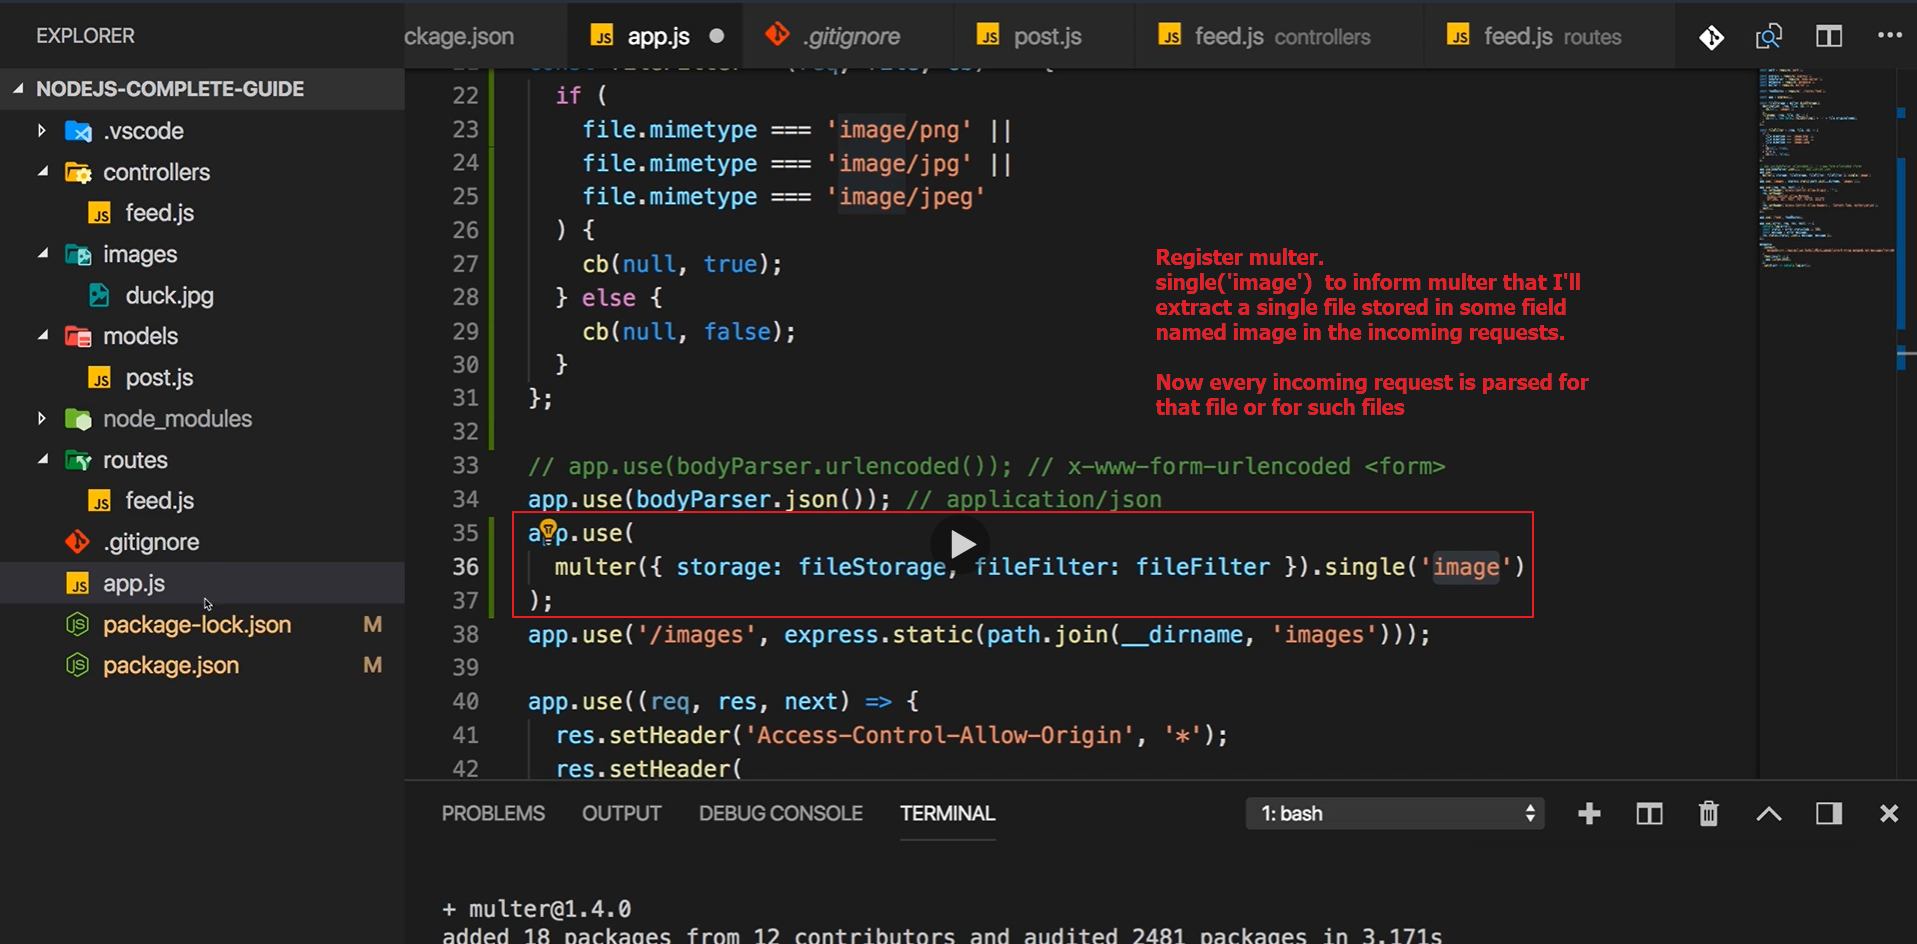 EXPLORER
ckage.json
app.js
.gitignore
post.js
feed.js controllers
feed.js routes
NODEJS-COMPLETE-GUIDE
.vscode
controllers
feed.js
images
duck.jpg
models
post.js
node_modules
routes
feed.js
.gitignore
app.js
package-lock.json M
package.json M
22 if (
23 file.mimetype === 'image/png' ||
24 file.mimetype === 'image/jpg' ||
25 file.mimetype === 'image/jpeg'
26 ) {
27 cb(null, true);
28 } else {
29 cb(null, false);
30 }
31 };
32
33 // app.use(bodyParser.urlencoded()); // x-www-form-urlencoded <form>
34 app.use(bodyParser.json()); // application/json
35 app.use(
36 multer({ storage: fileStorage, fileFilter: fileFilter }).single('image')
37 );
38 app.use('/images', express.static(path.join(__dirname, 'images')));
39
40 app.use((req, res, next) => {
41 res.setHeader('Access-Control-Allow-Origin', '*');
42 res.setHeader(
Register multer.
single('image')  to inform multer that I'll
extract a single file stored in some field
named image in the incoming requests.
Now every incoming request is parsed for
that file or for such files
PROBLEMS OUTPUT DEBUG CONSOLE TERMINAL
1: bash
+ multer@1.4.0
added 18 packages from 12 contributors and audited 2481 packages in 3.171s